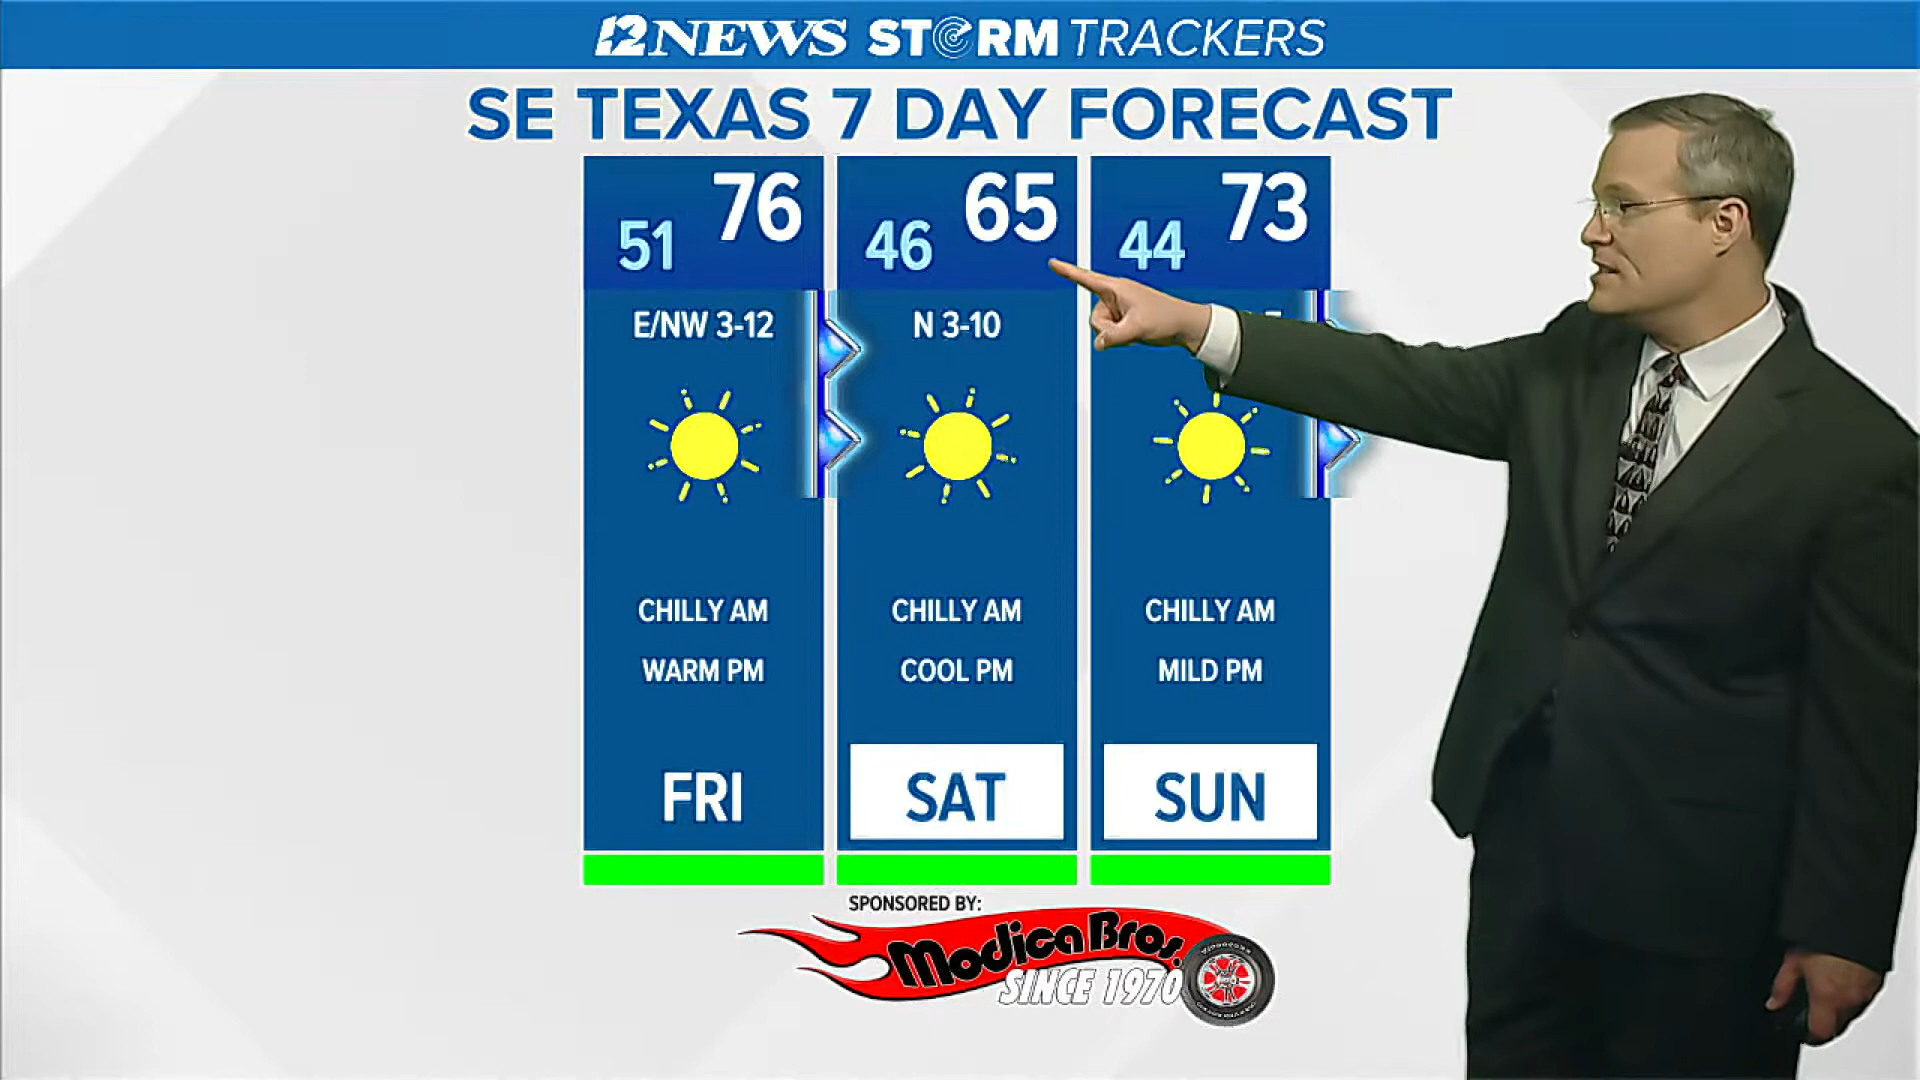 12NEWS STORM TRACKERS
SE TEXAS 7 DAY FORECAST
51 76
E/NW 3-12
CHILLY AM
WARM PM
FRI
46 65
N 3-10
CHILLY AM
COOL PM
SAT
44 73
CHILLY AM
MILD PM
SUN
SPONSORED BY:
Modica Bros.
SINCE 1970